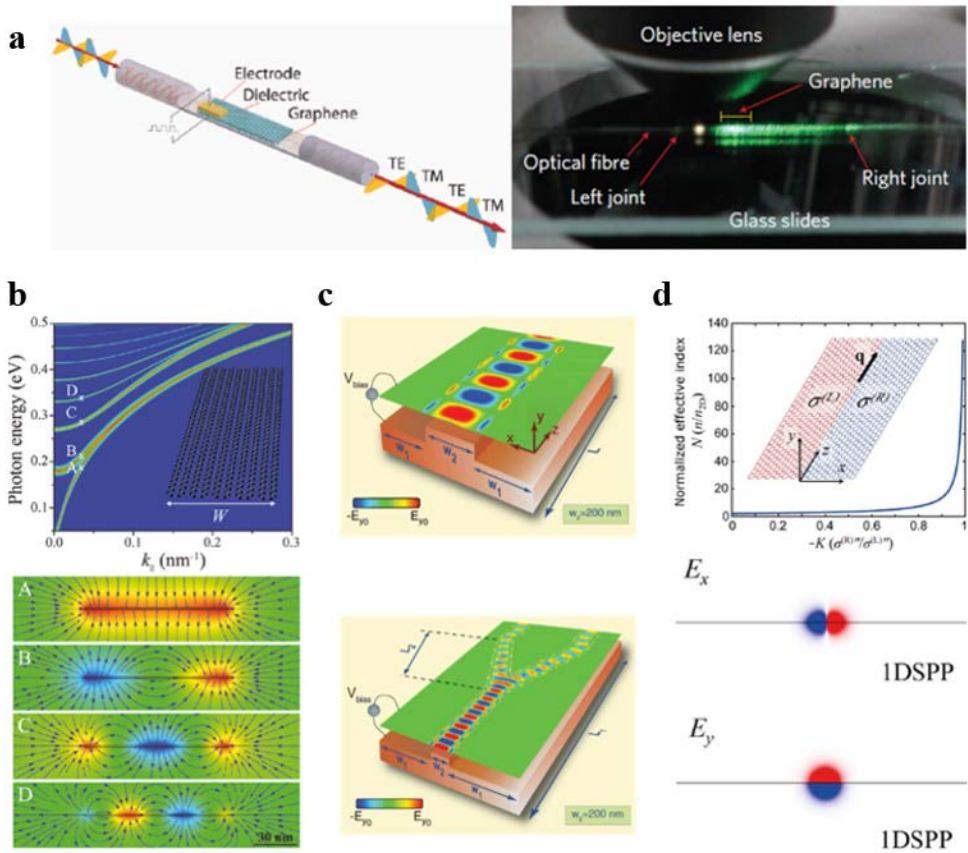 a
Electrode
Dielectric
Graphene
TE
TM
TE
TM
Objective lens
Graphene
Optical fibre
Left joint
Right joint
Glass slides
b
0.5
0.4
0.3
0.2
0.1
Photon energy (eV)
D
C
B
A
W
0.0
0.1
0.2
0.3
k∥ (nm⁻¹)
A
B
C
D
30 nm
c
Vbias
y
z
x
w₁
w₂
w₁
L
-Ey0
Ey0
w₂=200 nm
L₂
Vbias
w₁
w₂
w₁
-Ey0
Ey0
w₂=200 nm
d
140
120
100
80
60
40
20
0
Normalized effective index
N (n/n2D)
q
σ(L)
σ(R)
y
z
x
0
0.2
0.4
0.6
0.8
1
-K (σ(R)″/σ(L)″)
Ex
1DSPP
Ey
1DSPP